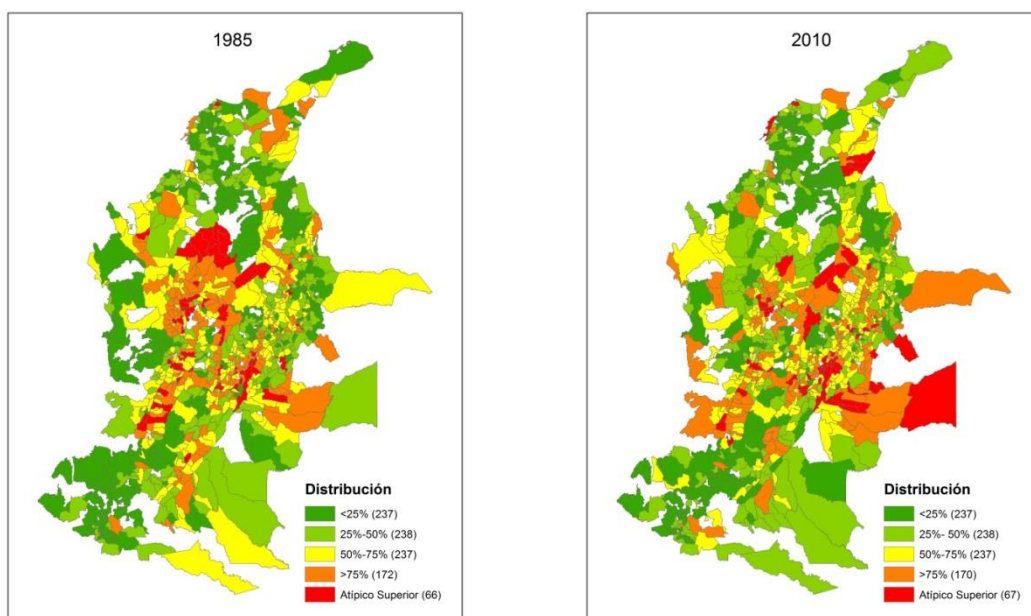 1985
Distribución
<25% (237)
25%-50% (238)
50%-75% (237)
>75% (172)
Atípico Superior (66)
2010
Distribución
<25% (237)
25%- 50% (238)
50%-75% (237)
>75% (170)
Atípico Superior (67)